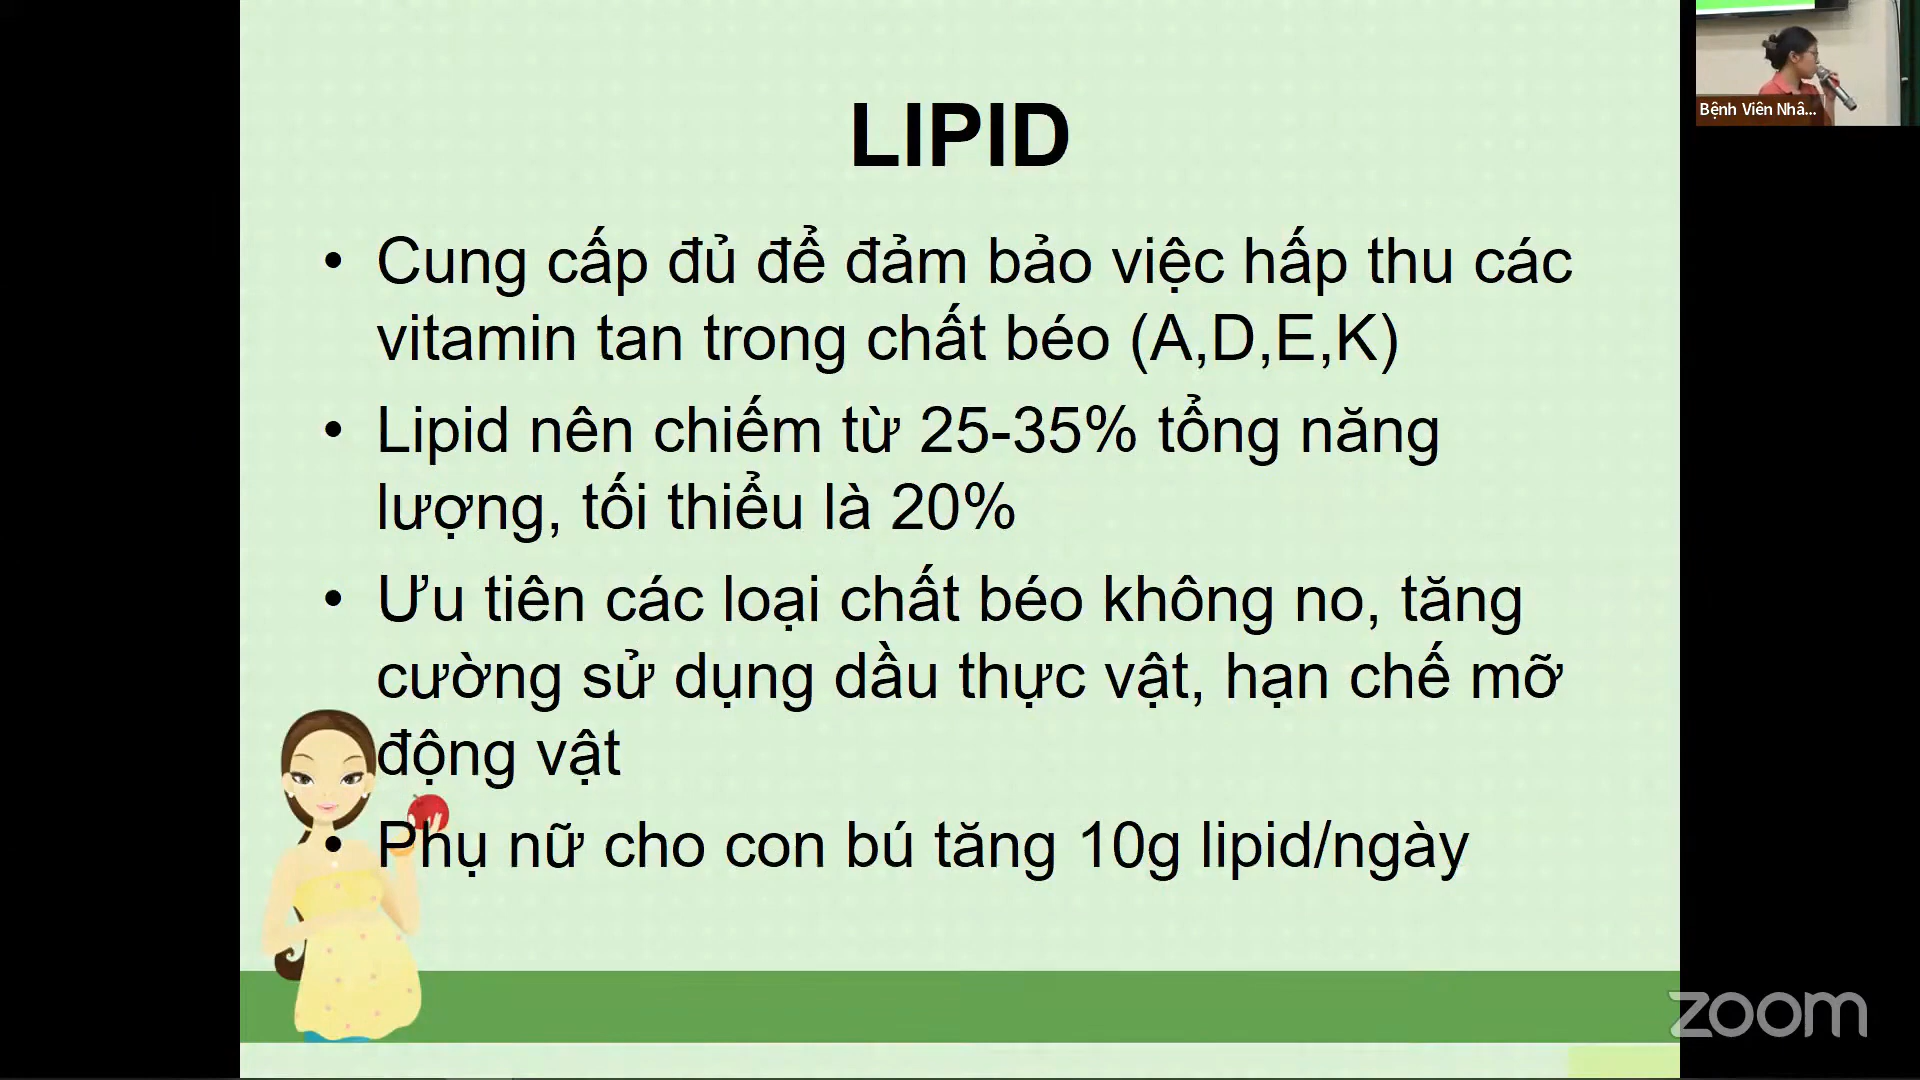 LIPID
• Cung cấp đủ để đảm bảo việc hấp thu các
vitamin tan trong chất béo (A,D,E,K)
• Lipid nên chiếm từ 25-35% tổng năng
lượng, tối thiểu là 20%
• Ưu tiên các loại chất béo không no, tăng
cường sử dụng dầu thực vật, hạn chế mỡ
động vật
• Phụ nữ cho con bú tăng 10g lipid/ngày
Bệnh Viên Nhâ...
zoom